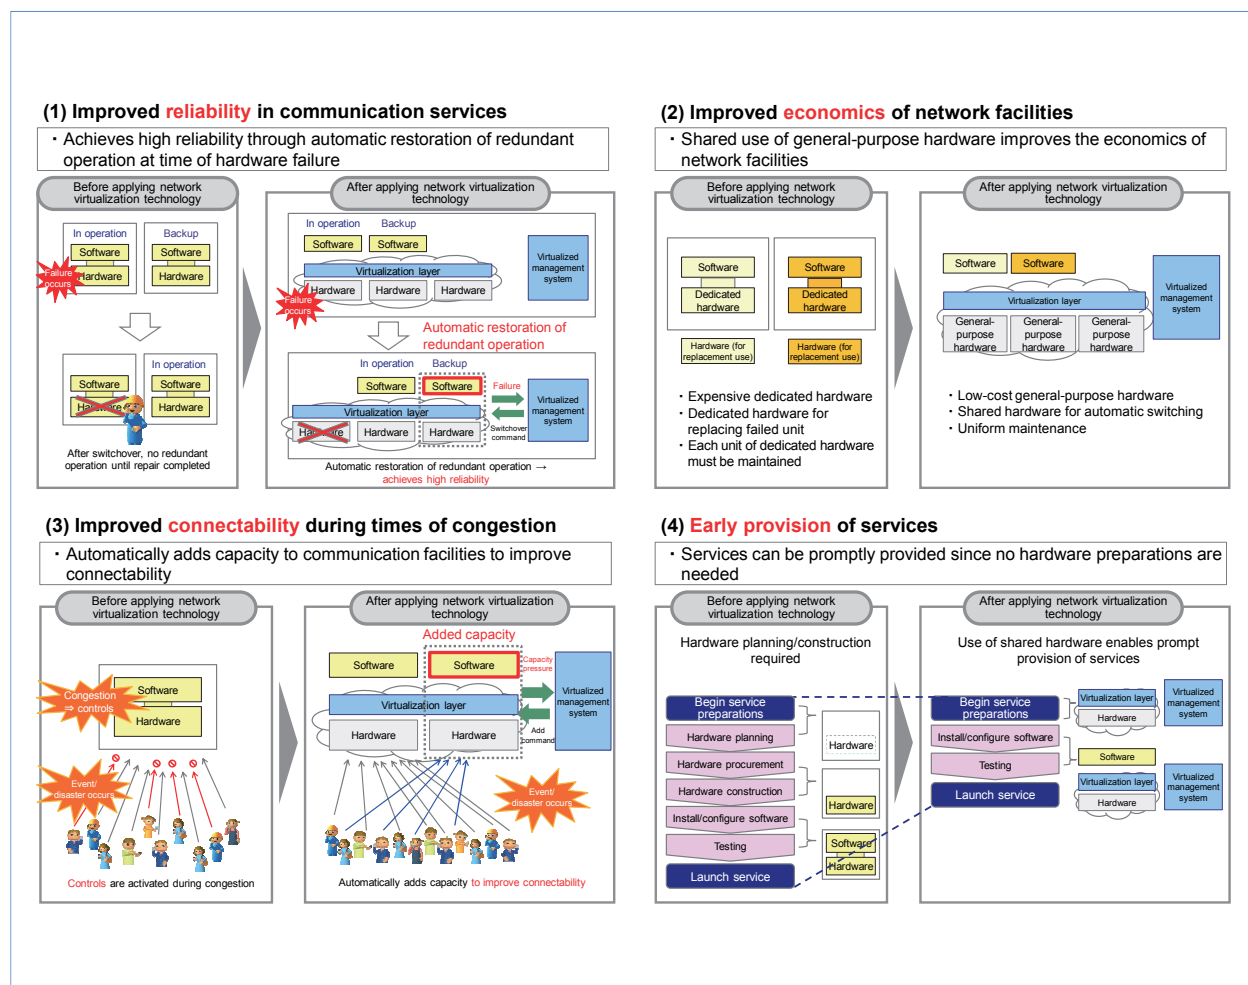 (1) Improved reliability in communication services
・Achieves high reliability through automatic restoration of redundant
operation at time of hardware failure
Before applying network
virtualization technology
In operation
Backup
Software
Hardware
Software
Hardware
Failure
occurs
Software
Hardware
In operation
Software
Hardware
After switchover, no redundant
operation until repair completed
After applying network virtualization
technology
In operation
Backup
Software
Software
Virtualization layer
Hardware
Hardware
Hardware
Failure
occurs
Virtualized
management
system
Automatic restoration of
redundant operation
In operation
Backup
Software
Software
Failure
Virtualization layer
Switchover
command
Hardware
Hardware
Hardware
Virtualized
management
system
Automatic restoration of redundant operation →
achieves high reliability
(2) Improved economics of network facilities
・Shared use of general-purpose hardware improves the economics of
network facilities
Before applying network
virtualization technology
Software
Dedicated
hardware
Software
Dedicated
hardware
Hardware (for
replacement use)
Hardware (for
replacement use)
・Expensive dedicated hardware
・Dedicated hardware for
replacing failed unit
・Each unit of dedicated hardware
must be maintained
After applying network virtualization
technology
Software
Software
Virtualization layer
General-
purpose
hardware
General-
purpose
hardware
General-
purpose
hardware
Virtualized
management
system
・Low-cost general-purpose hardware
・Shared hardware for automatic switching
・Uniform maintenance
(3) Improved connectability during times of congestion
・Automatically adds capacity to communication facilities to improve
connectability
Before applying network
virtualization technology
Congestion
⇒ controls
Software
Hardware
Event/
disaster occurs
Controls are activated during congestion
After applying network virtualization
technology
Added capacity
Software
Software
Capacity
pressure
Virtualization layer
Add
command
Hardware
Hardware
Virtualized
management
system
Event/
disaster occurs
Automatically adds capacity to improve connectability
(4) Early provision of services
・Services can be promptly provided since no hardware preparations are
needed
Before applying network
virtualization technology
Hardware planning/construction
required
Begin service
preparations
Hardware planning
Hardware procurement
Hardware construction
Install/configure software
Testing
Launch service
Hardware
Hardware
Software
Hardware
After applying network virtualization
technology
Use of shared hardware enables prompt
provision of services
Begin service
preparations
Install/configure software
Testing
Launch service
Virtualization layer
Hardware
Virtualized
management
system
Software
Virtualization layer
Hardware
Virtualized
management
system